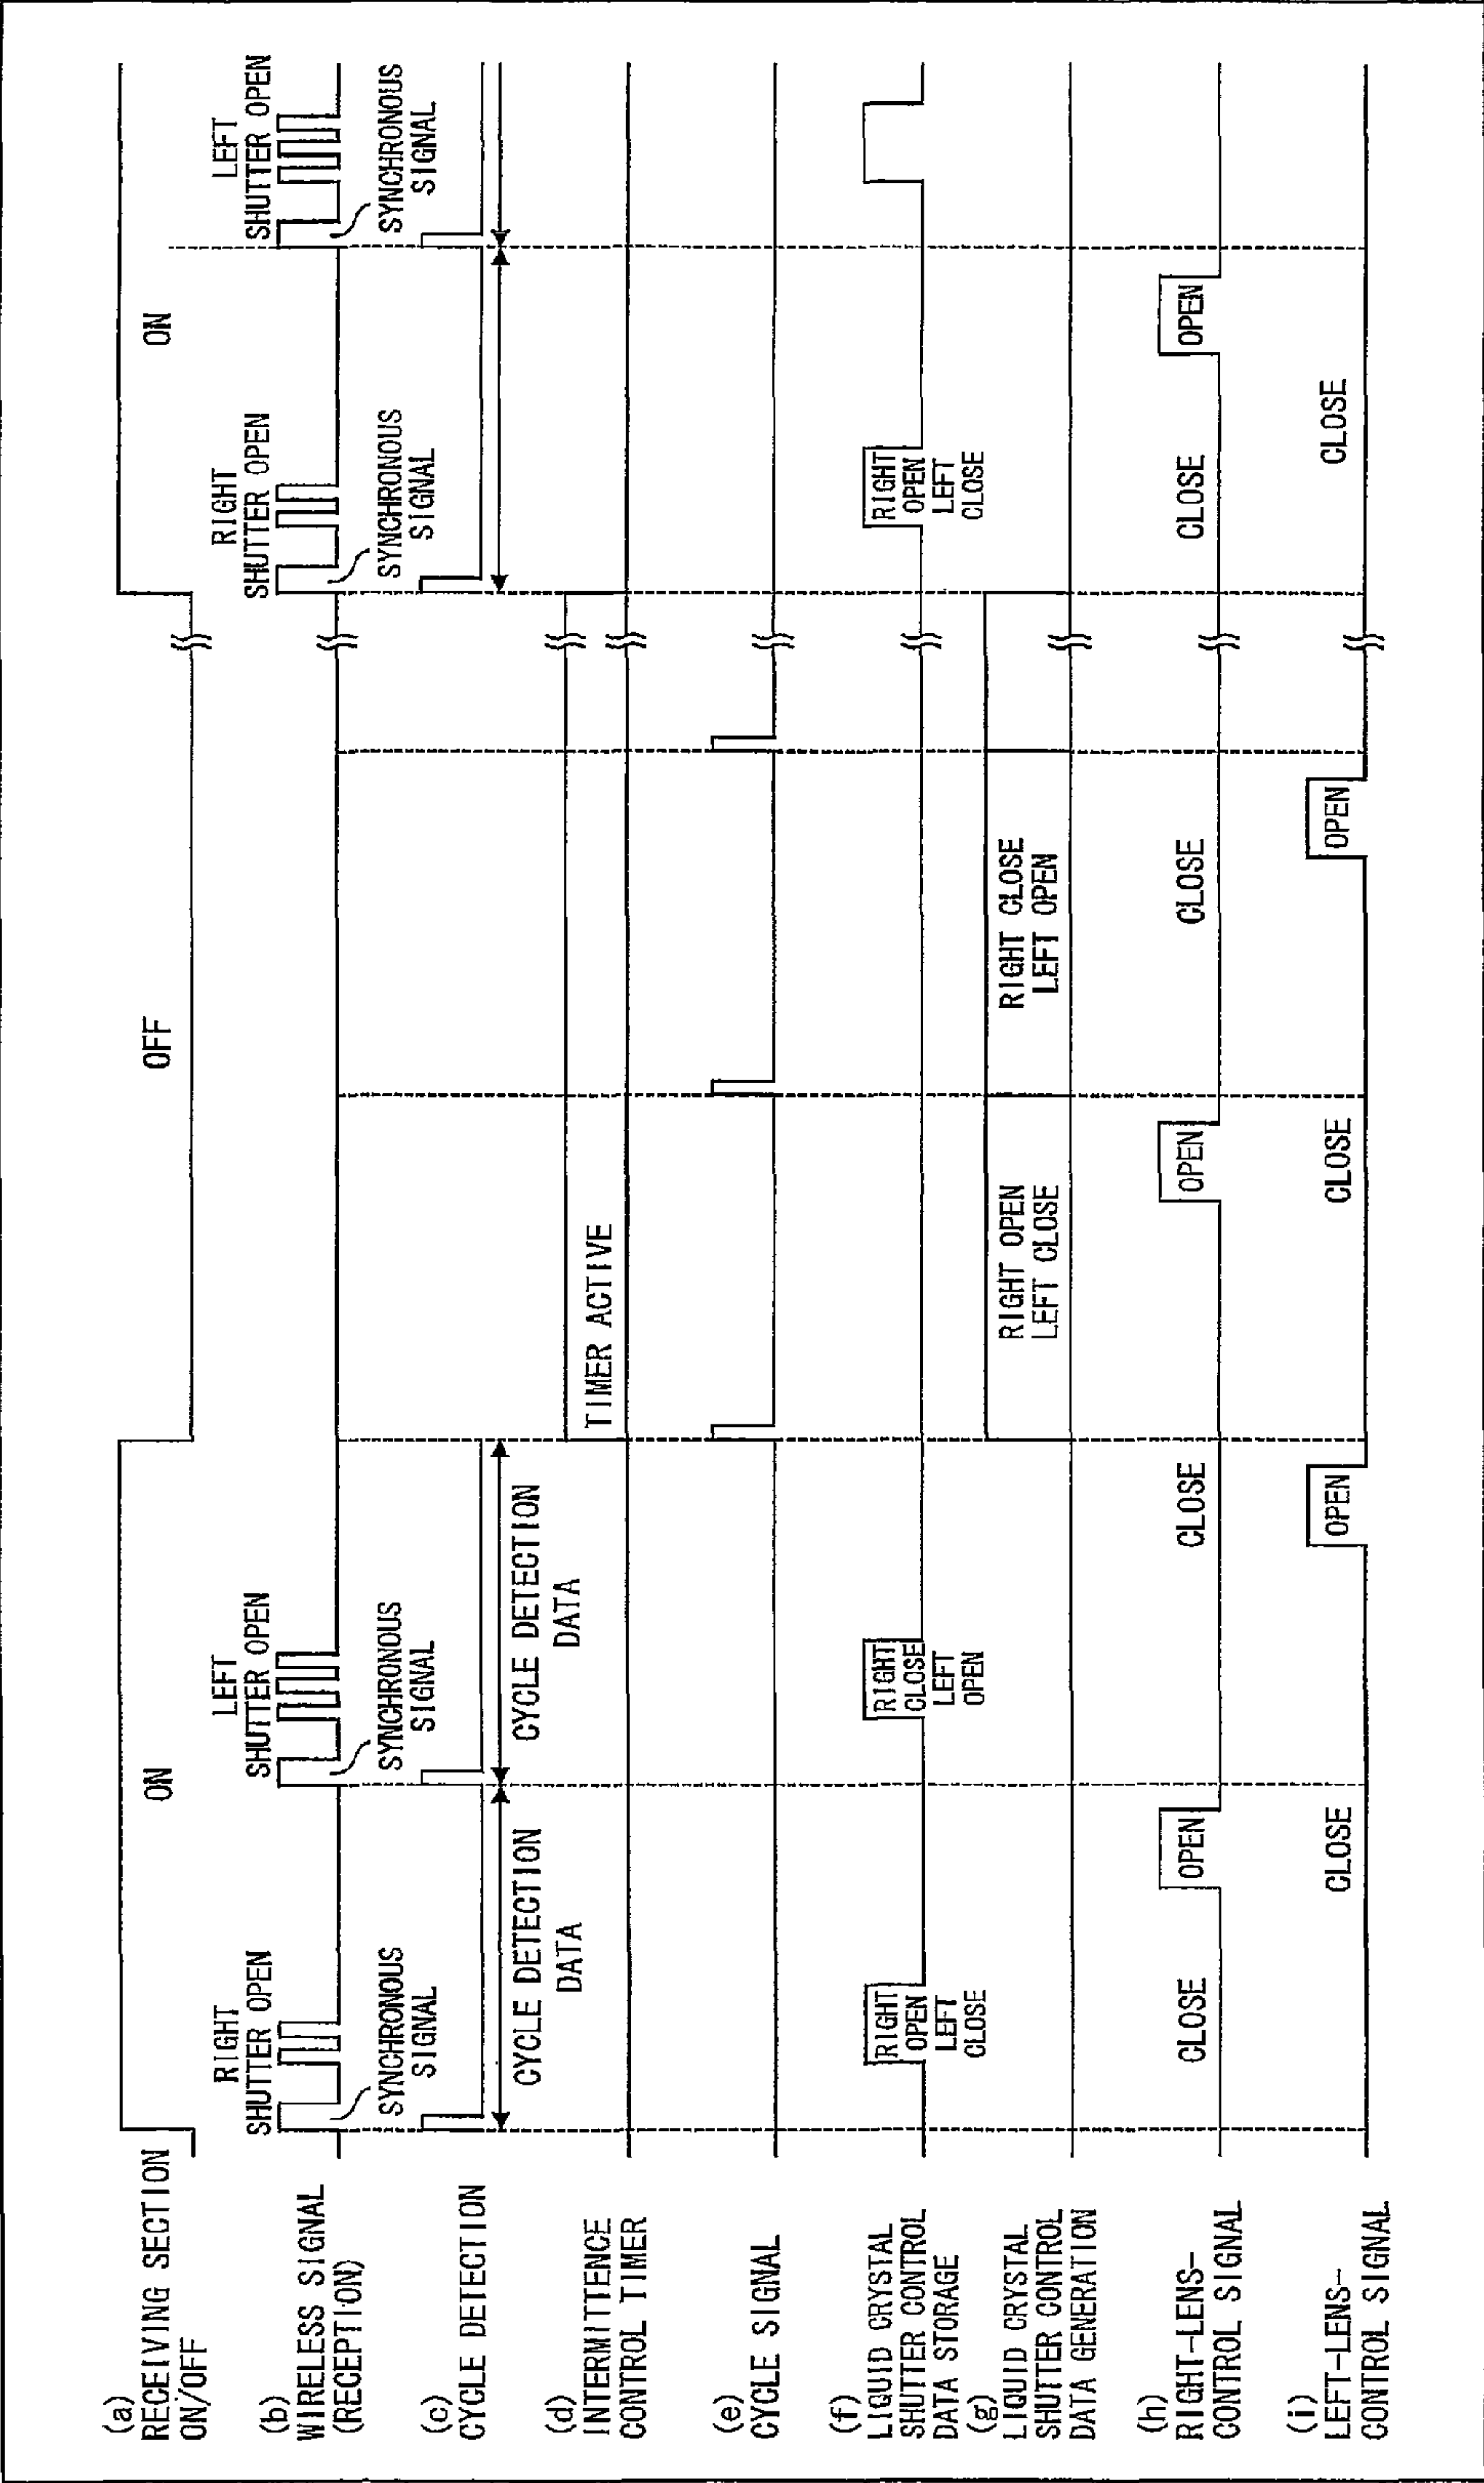 (a)
RECEIVING SECTION
ON/OFF
ON
OFF
ON
(b)
WIRELESS SIGNAL
(RECEPTION)
RIGHT
SHUTTER OPEN
SYNCHRONOUS
SIGNAL
LEFT
SHUTTER OPEN
SYNCHRONOUS
SIGNAL
RIGHT
SHUTTER OPEN
SYNCHRONOUS
SIGNAL
LEFT
SHUTTER OPEN
SYNCHRONOUS
SIGNAL
(c)
CYCLE DETECTION
CYCLE DETECTION
DATA
CYCLE DETECTION
DATA
(d)
INTERMITTENCE
CONTROL TIMER
TIMER ACTIVE
(e)
CYCLE SIGNAL
(f)
LIQUID CRYSTAL
SHUTTER CONTROL
DATA STORAGE
RIGHT
OPEN
LEFT
CLOSE
RIGHT
CLOSE
LEFT
OPEN
RIGHT
OPEN
LEFT
CLOSE
(g)
LIQUID CRYSTAL
SHUTTER CONTROL
DATA GENERATION
RIGHT OPEN
LEFT CLOSE
RIGHT CLOSE
LEFT OPEN
(h)
RIGHT-LENS-
CONTROL SIGNAL
CLOSE
OPEN
CLOSE
OPEN
CLOSE
CLOSE
OPEN
(i)
LEFT-LENS-
CONTROL SIGNAL
CLOSE
OPEN
CLOSE
OPEN
CLOSE